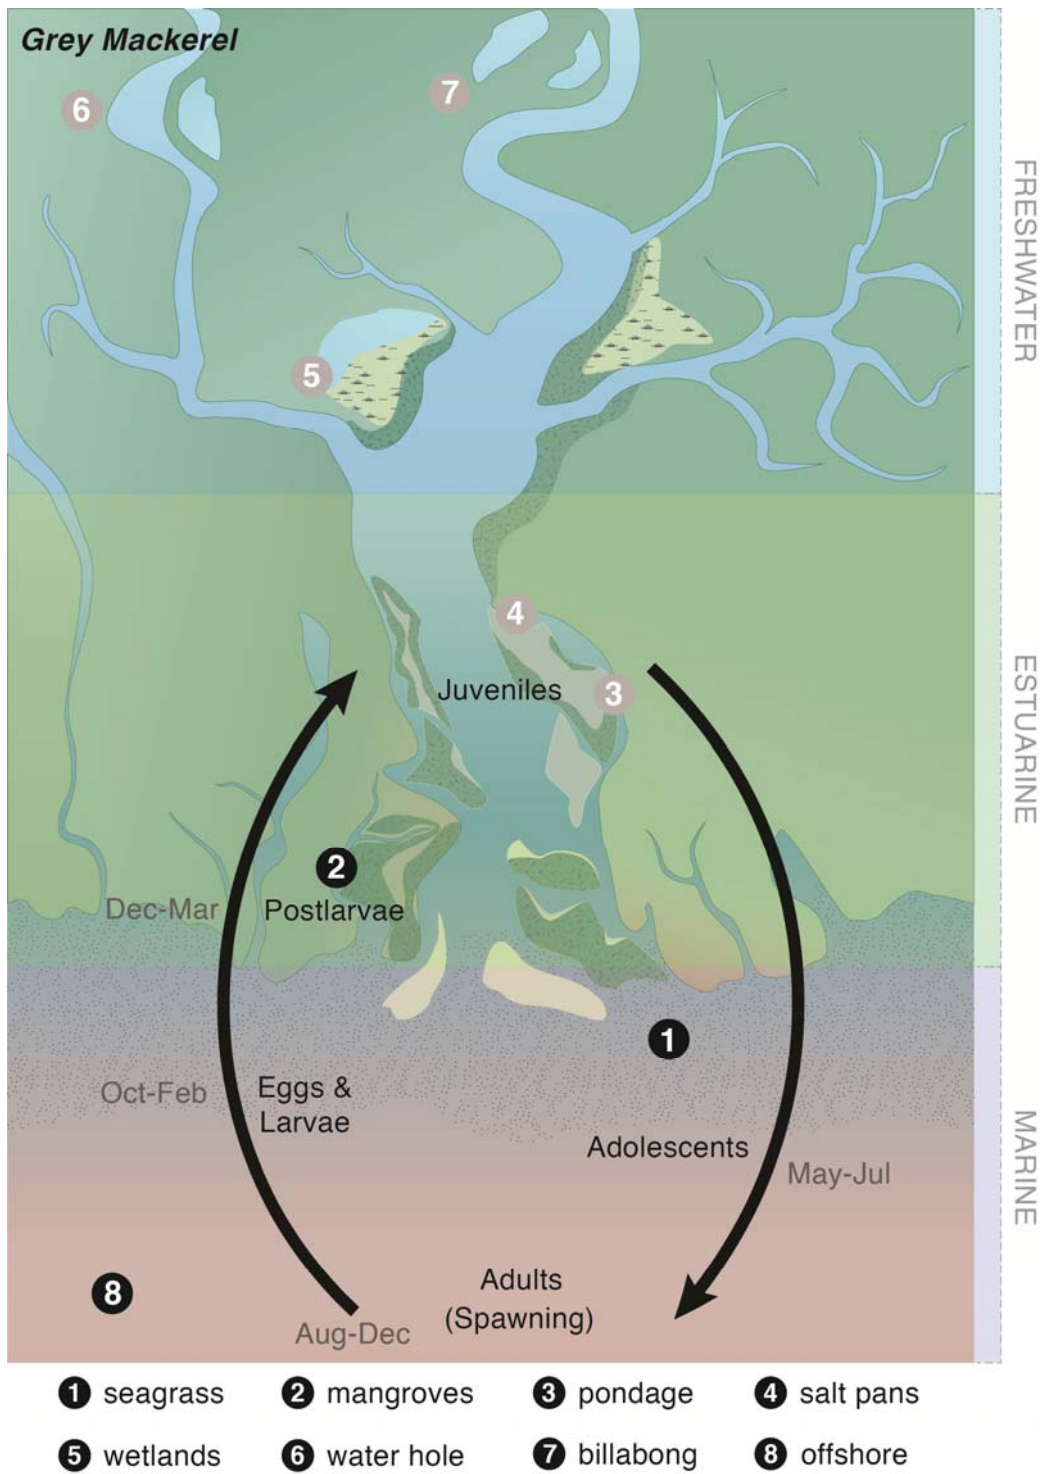 Grey Mackerel
6
7
FRESHWATER
5
4
Juveniles
3
ESTUARINE
2
Dec-Mar
Postlarvae
1
Oct-Feb
Eggs &
Larvae
Adolescents
May-Jul
MARINE
8
Adults
(Spawning)
Aug-Dec
1 seagrass 2 mangroves 3 pondage 4 salt pans
5 wetlands 6 water hole 7 billabong 8 offshore